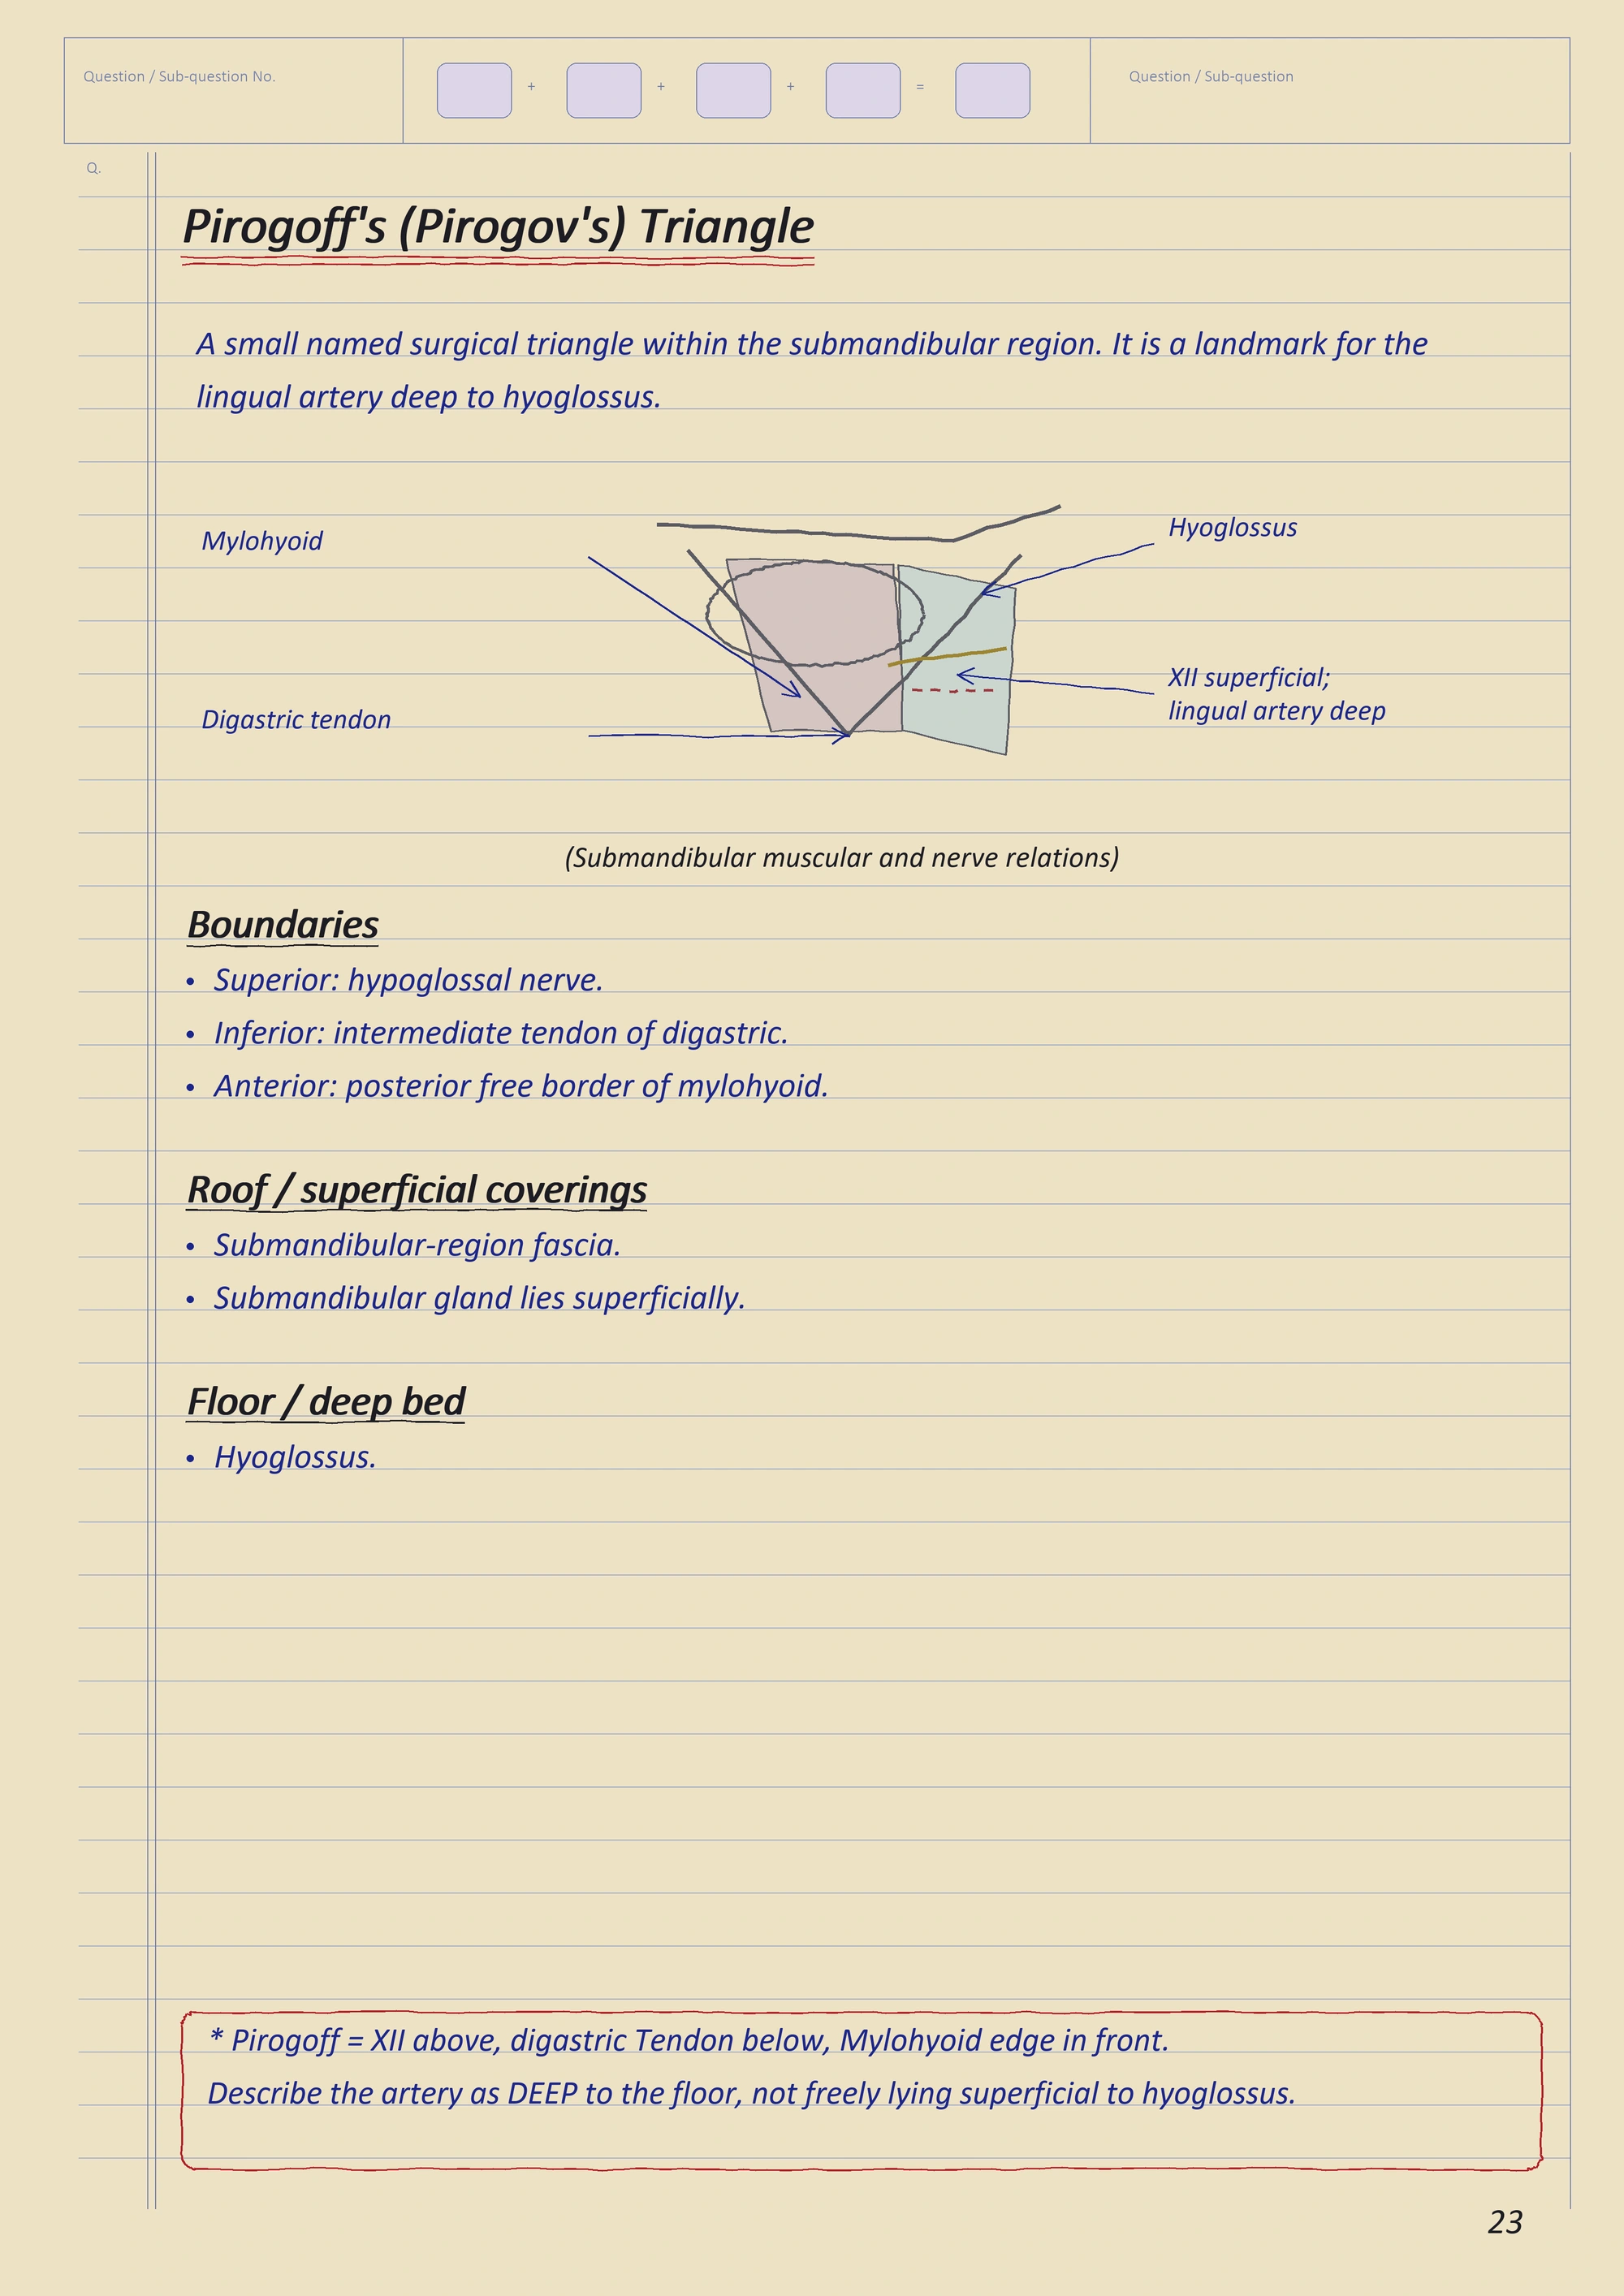 Question / Sub-question No.
+ + + =
Question / Sub-question
Q.
Pirogoff's (Pirogov's) Triangle
A small named surgical triangle within the submandibular region. It is a landmark for the
lingual artery deep to hyoglossus.
Mylohyoid
Hyoglossus
Digastric tendon
XII superficial;
lingual artery deep
(Submandibular muscular and nerve relations)
Boundaries
• Superior: hypoglossal nerve.
• Inferior: intermediate tendon of digastric.
• Anterior: posterior free border of mylohyoid.
Roof / superficial coverings
• Submandibular-region fascia.
• Submandibular gland lies superficially.
Floor / deep bed
• Hyoglossus.
* Pirogoff = XII above, digastric Tendon below, Mylohyoid edge in front.
Describe the artery as DEEP to the floor, not freely lying superficial to hyoglossus.
23